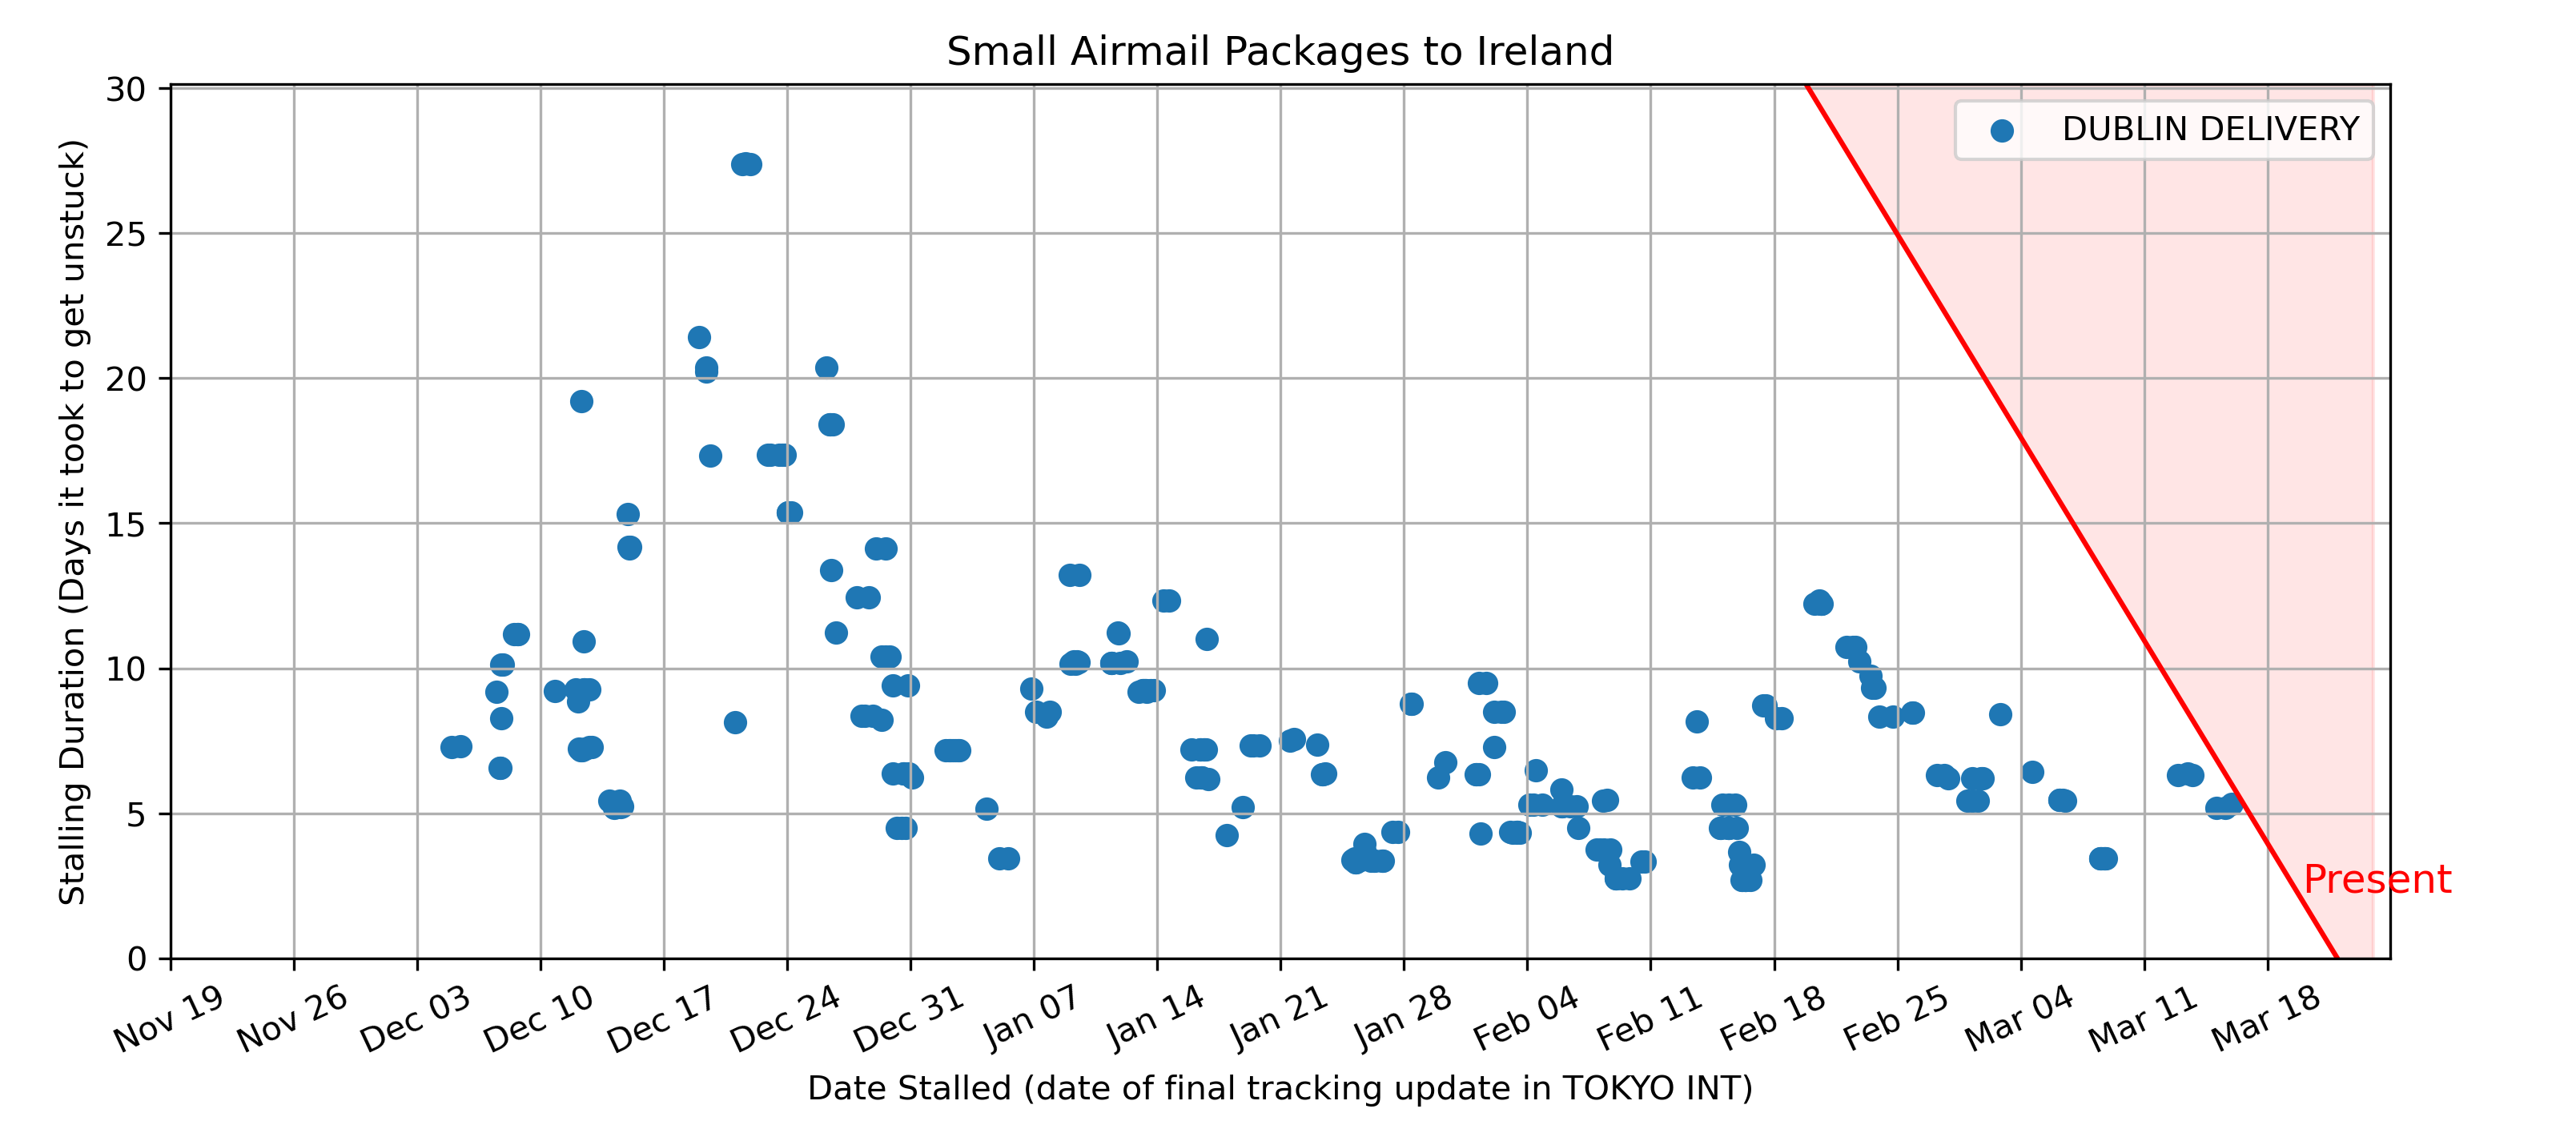 Small Airmail Packages to Ireland
DUBLIN DELIVERY
Stalling Duration (Days it took to get unstuck)
30
25
20
15
10
5
0
Present
Nov 19
Nov 26
Dec 03
Dec 10
Dec 17
Dec 24
Dec 31
Jan 07
Jan 14
Jan 21
Jan 28
Feb 04
Feb 11
Feb 18
Feb 25
Mar 04
Mar 11
Mar 18
Date Stalled (date of final tracking update in TOKYO INT)